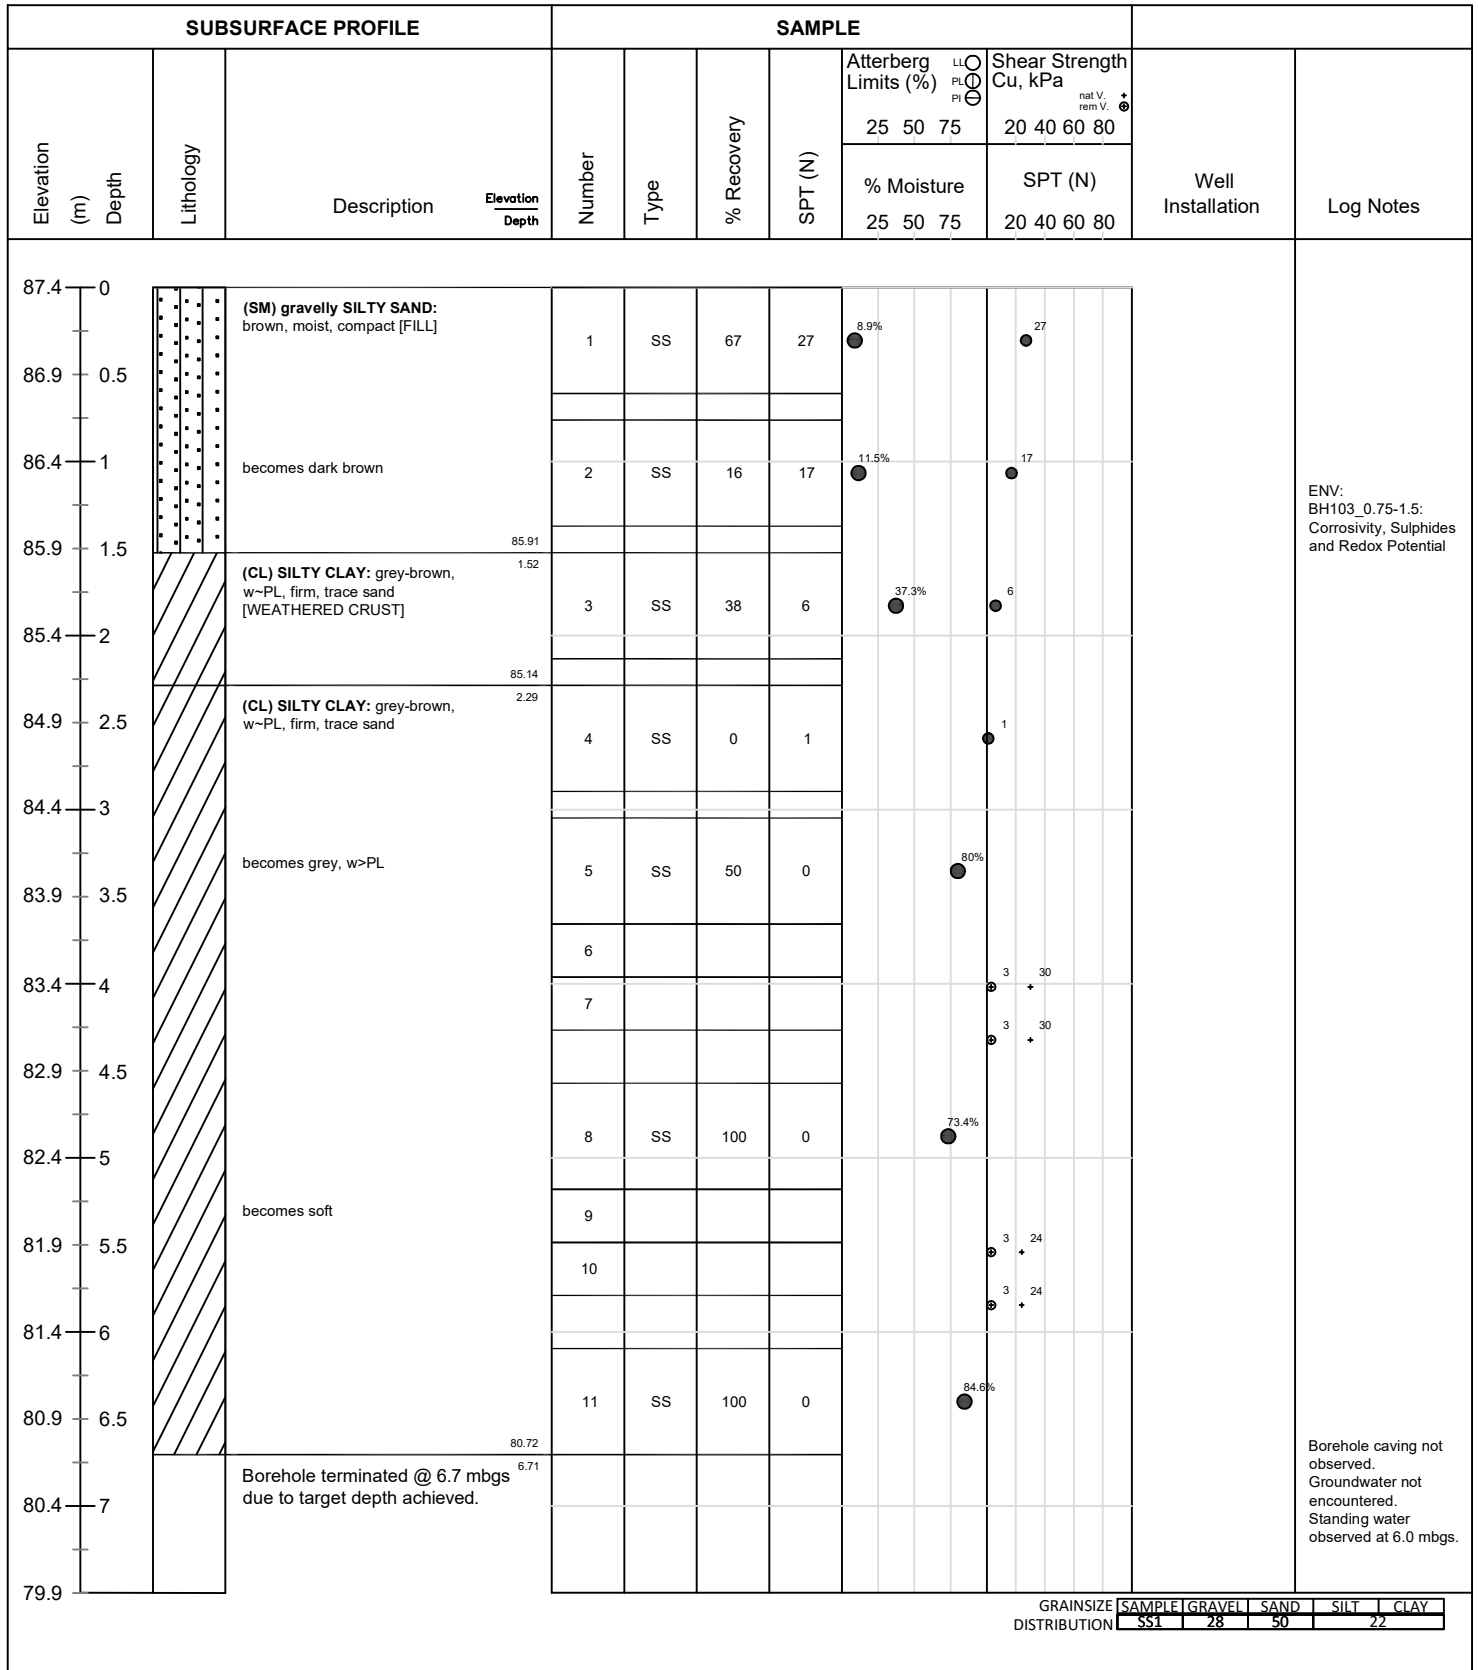 SUBSURFACE PROFILE
SAMPLE
Elevation
(m)
Depth
Lithology
Description
Elevation
Depth
Number
Type
% Recovery
SPT (N)
Atterberg
Limits (%)
LL
PL
PI
25 50 75
% Moisture
25 50 75
Shear Strength
Cu, kPa
nat V. +
rem V.
20 40 60 80
SPT (N)
20 40 60 80
Well
Installation
Log Notes
87.4 0
(SM) gravelly SILTY SAND:
brown, moist, compact [FILL]
1 SS 67 27 8.9% 27
86.9 0.5
86.4 1
becomes dark brown
2 SS 16 17 11.5% 17
ENV:
BH103_0.75-1.5:
Corrosivity, Sulphides
and Redox Potential
85.9 1.5
85.91
1.52
(CL) SILTY CLAY: grey-brown,
w~PL, firm, trace sand
[WEATHERED CRUST]
3 SS 38 6 37.3% 6
85.4 2
85.14
2.29
(CL) SILTY CLAY: grey-brown,
w~PL, firm, trace sand
84.9 2.5
4 SS 0 1 1
84.4 3
becomes grey, w>PL
5 SS 50 0 80%
83.9 3.5
6
83.4 4
3 30
7
3 30
82.9 4.5
8 SS 100 0 73.4%
82.4 5
becomes soft
9
81.9 5.5
3 24
10
3 24
81.4 6
11 SS 100 0 84.6%
80.9 6.5
80.72
6.71
Borehole terminated @ 6.7 mbgs
due to target depth achieved.
80.4 7
Borehole caving not
observed.
Groundwater not
encountered.
Standing water
observed at 6.0 mbgs.
79.9
GRAINSIZE
DISTRIBUTION
SAMPLE GRAVEL SAND SILT CLAY
SS1 28 50 22